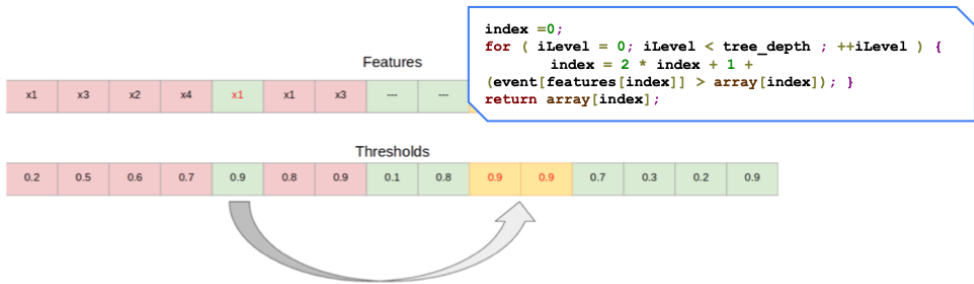 index =0;
for ( iLevel = 0; iLevel < tree_depth ; ++iLevel ) {
index = 2 * index + 1 +
(event[features[index]] > array[index]); }
return array[index];
Features
x1 x3 x2 x4 x1 x1 x3 --- ---
Thresholds
0.2 0.5 0.6 0.7 0.9 0.8 0.9 0.1 0.8 0.9 0.9 0.7 0.3 0.2 0.9